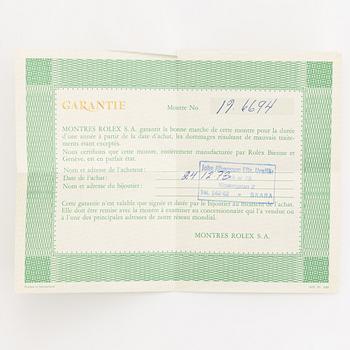 GARANTIE
Montre No. 19.6694
MONTRES ROLEX S.A. garantit la bonne marche de cette montre pour la durée
d'une année à partir de la date d'achat, les dommages résultant de mauvais traite-
ments étant exceptés.
Nous certifions que cette montre, entièrement manufacturée par Rolex Bienne et
Genève, est en parfait état.
Nom et adresse de l'acheteur:
Date de l'achat: 24 12 73
Nom et adresse du bijoutier:
SKARA
Cette garantie n'est valable que signée et datée par le bijoutier au moment de l'achat.
Elle doit être remise avec la montre à examiner au concessionnaire qui l'a vendue ou
à l'une des principales adresses de notre réseau mondial.
MONTRES ROLEX S.A.